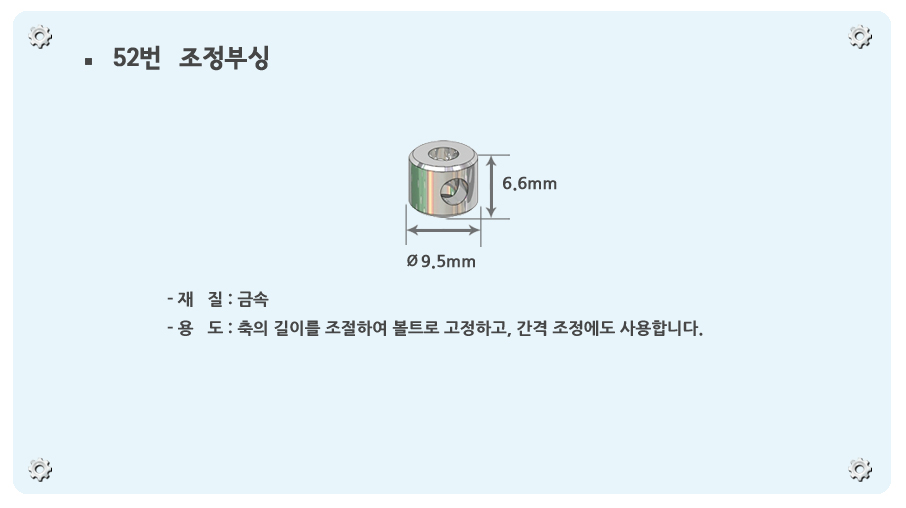 ▪ 52번 조정부싱
6.6mm
Ø 9.5mm
- 재 질 : 금속
- 용 도 : 축의 길이를 조절하여 볼트로 고정하고, 간격 조정에도 사용합니다.